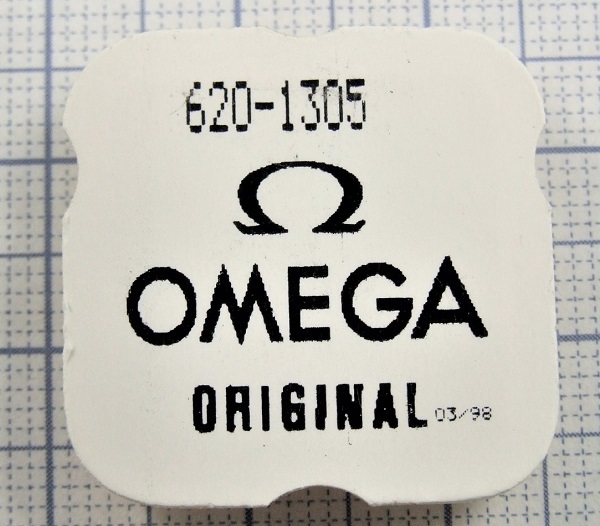 620-1305
Ω
OMEGA
ORIGINAL 03/98